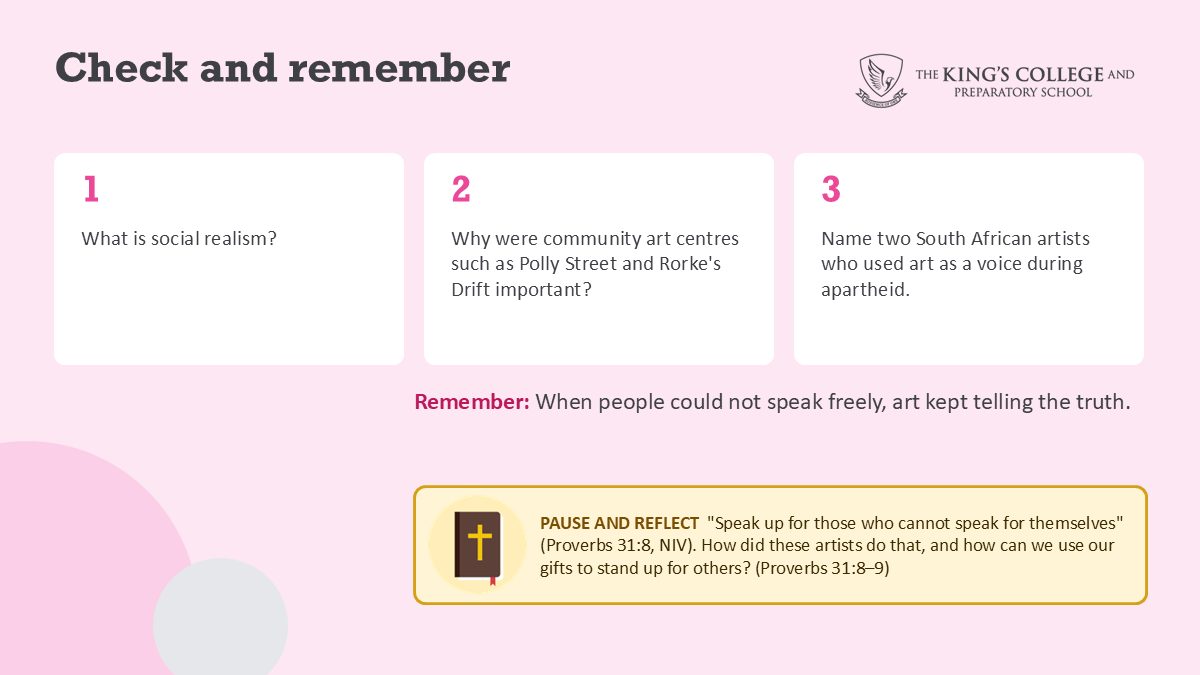 Check and remember
THE KING'S COLLEGE AND
PREPARATORY SCHOOL
1
What is social realism?
2
Why were community art centres
such as Polly Street and Rorke's
Drift important?
3
Name two South African artists
who used art as a voice during
apartheid.
Remember: When people could not speak freely, art kept telling the truth.
PAUSE AND REFLECT "Speak up for those who cannot speak for themselves"
(Proverbs 31:8, NIV). How did these artists do that, and how can we use our
gifts to stand up for others? (Proverbs 31:8–9)